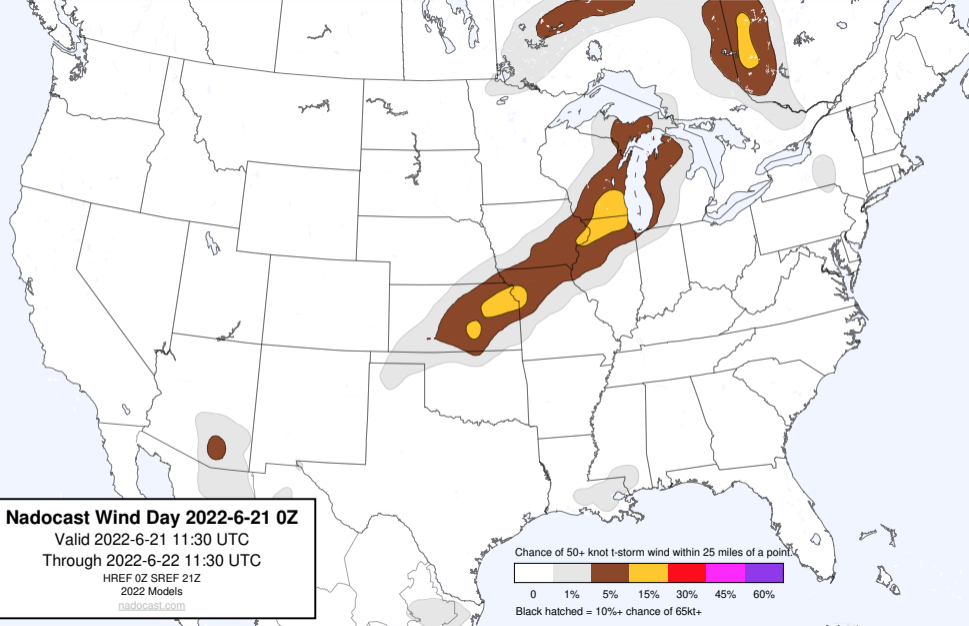 Nadocast Wind Day 2022-6-21 0Z
Valid 2022-6-21 11:30 UTC
Through 2022-6-22 11:30 UTC
HREF 0Z SREF 21Z
2022 Models
nadocast.com
Chance of 50+ knot t-storm wind within 25 miles of a point.
0 1% 5% 15% 30% 45% 60%
Black hatched = 10%+ chance of 65kt+